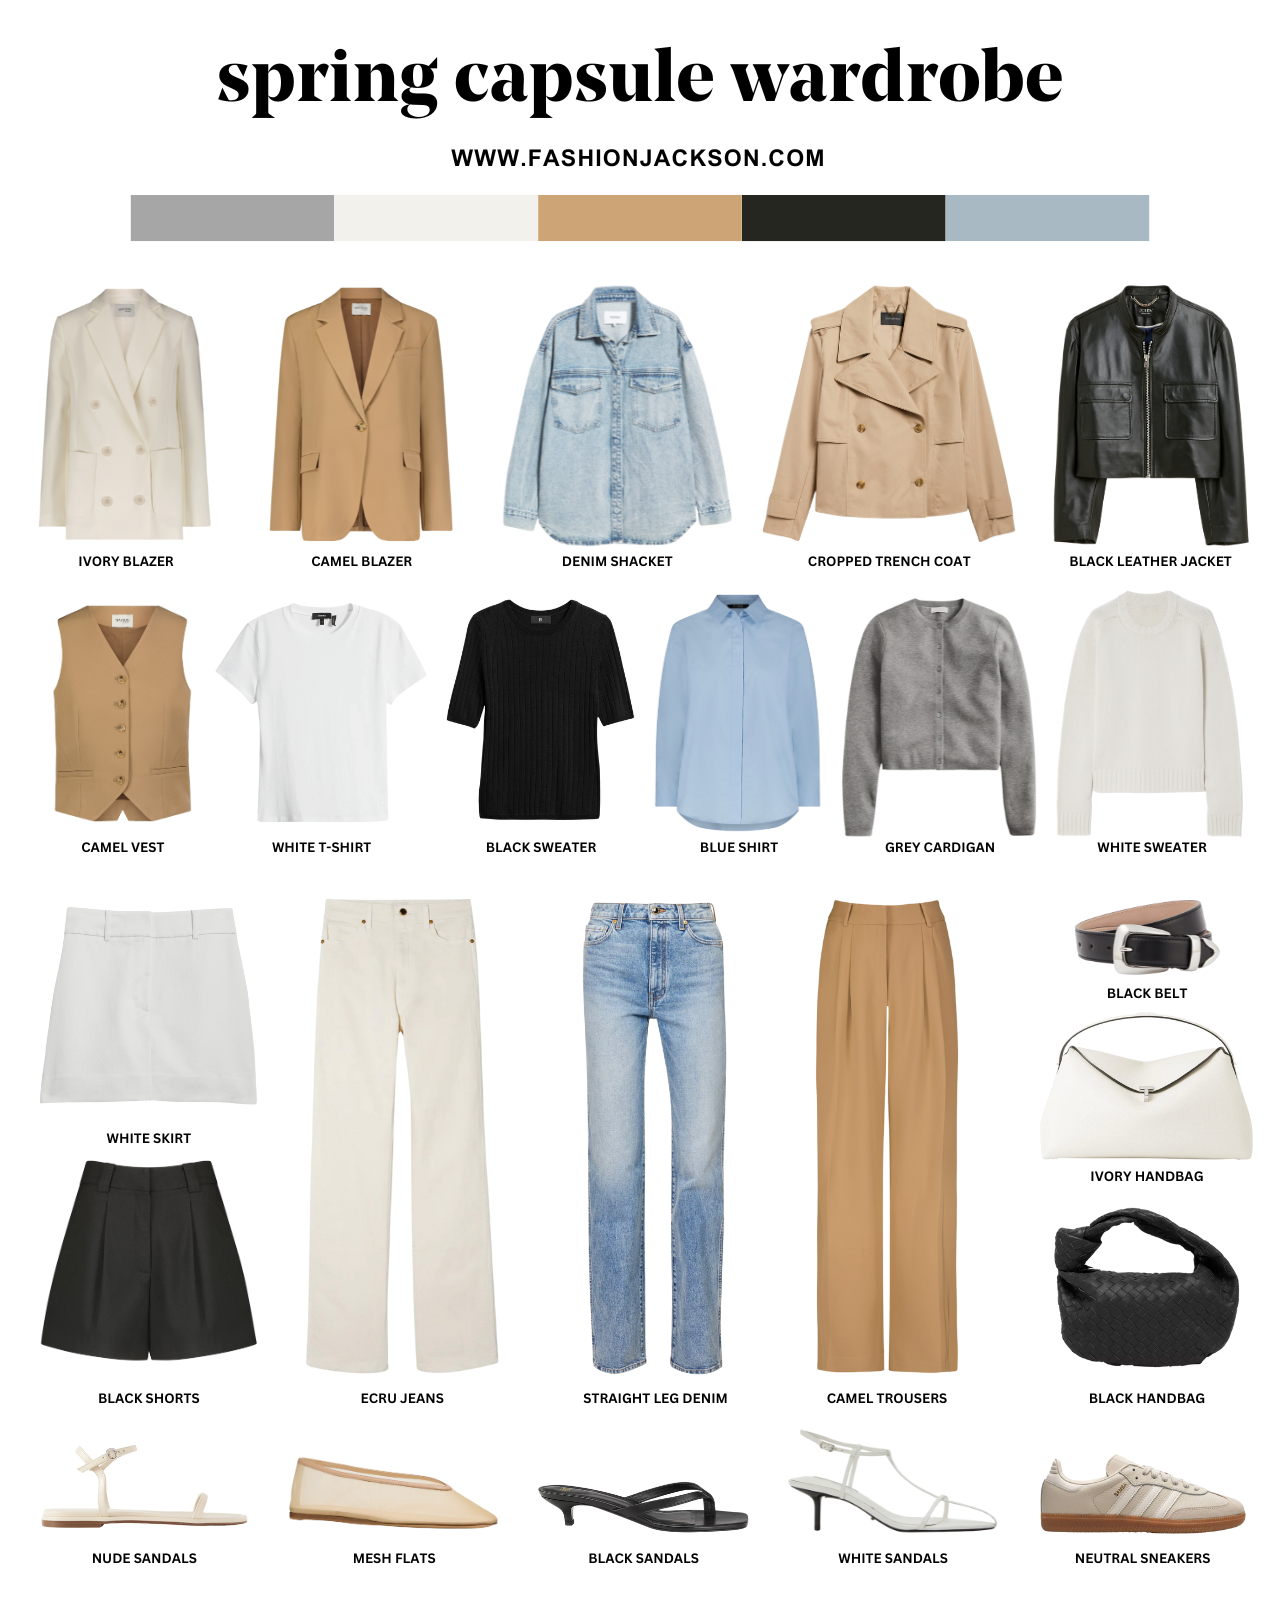 spring capsule wardrobe
WWW.FASHIONJACKSON.COM
IVORY BLAZER
CAMEL BLAZER
DENIM SHACKET
CROPPED TRENCH COAT
BLACK LEATHER JACKET
CAMEL VEST
WHITE T-SHIRT
BLACK SWEATER
BLUE SHIRT
GREY CARDIGAN
WHITE SWEATER
BLACK BELT
WHITE SKIRT
IVORY HANDBAG
BLACK SHORTS
ECRU JEANS
STRAIGHT LEG DENIM
CAMEL TROUSERS
BLACK HANDBAG
NUDE SANDALS
MESH FLATS
BLACK SANDALS
WHITE SANDALS
NEUTRAL SNEAKERS